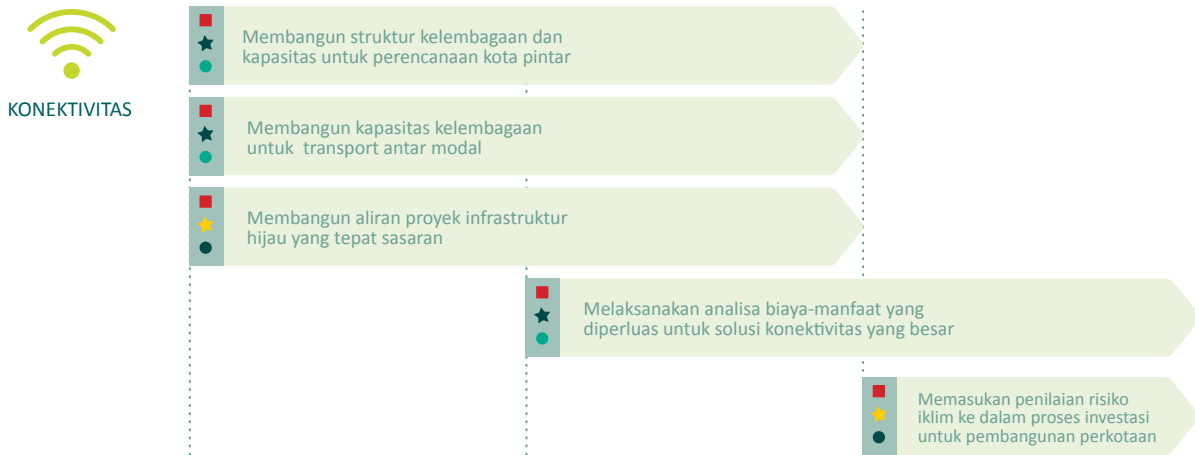 KONEKTIVITAS
Membangun struktur kelembagaan dan
kapasitas untuk perencanaan kota pintar
Membangun kapasitas kelembagaan
untuk transport antar modal
Membangun aliran proyek infrastruktur
hijau yang tepat sasaran
Melaksanakan analisa biaya-manfaat yang
diperluas untuk solusi konektivitas yang besar
Memasukan penilaian risiko
iklim ke dalam proses investasi
untuk pembangunan perkotaan